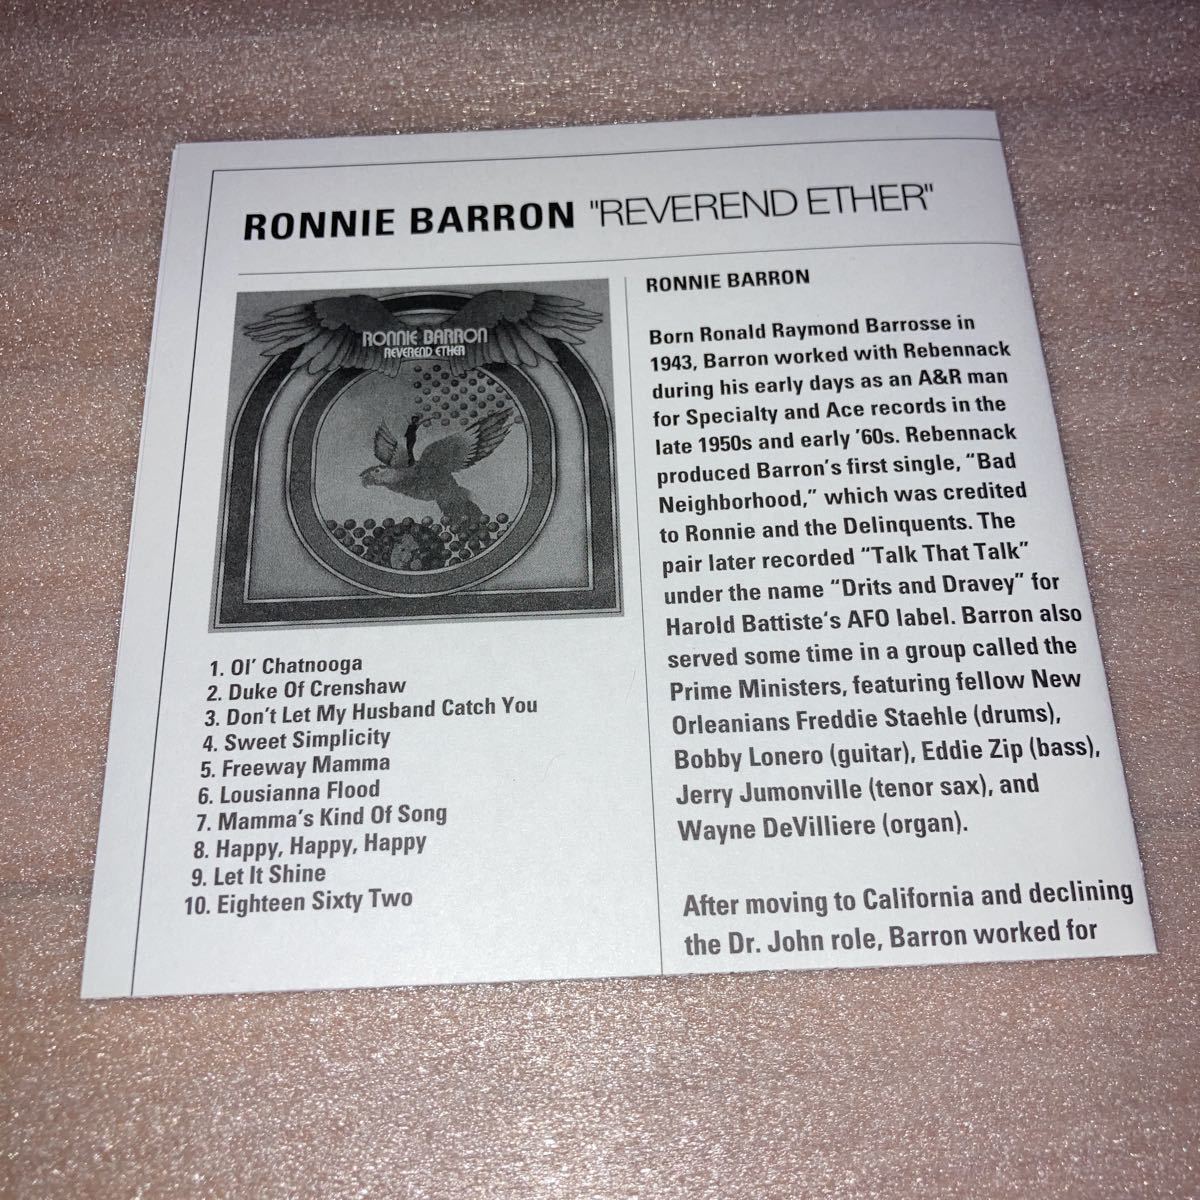 RONNIE BARRON "REVEREND ETHER"
RONNIE BARRON
REVEREND ETHER
1. Ol' Chatnooga
2. Duke Of Crenshaw
3. Don't Let My Husband Catch You
4. Sweet Simplicity
5. Freeway Mamma
6. Lousianna Flood
7. Mamma's Kind Of Song
8. Happy, Happy, Happy
9. Let It Shine
10. Eighteen Sixty Two
RONNIE BARRON
Born Ronald Raymond Barrosse in
1943, Barron worked with Rebennack
during his early days as an A&R man
for Specialty and Ace records in the
late 1950s and early '60s. Rebennack
produced Barron's first single, "Bad
Neighborhood," which was credited
to Ronnie and the Delinquents. The
pair later recorded "Talk That Talk"
under the name "Drits and Dravey" for
Harold Battiste's AFO label. Barron also
served some time in a group called the
Prime Ministers, featuring fellow New
Orleanians Freddie Staehle (drums),
Bobby Lonero (guitar), Eddie Zip (bass),
Jerry Jumonville (tenor sax), and
Wayne DeVilliere (organ).
After moving to California and declining
the Dr. John role, Barron worked for